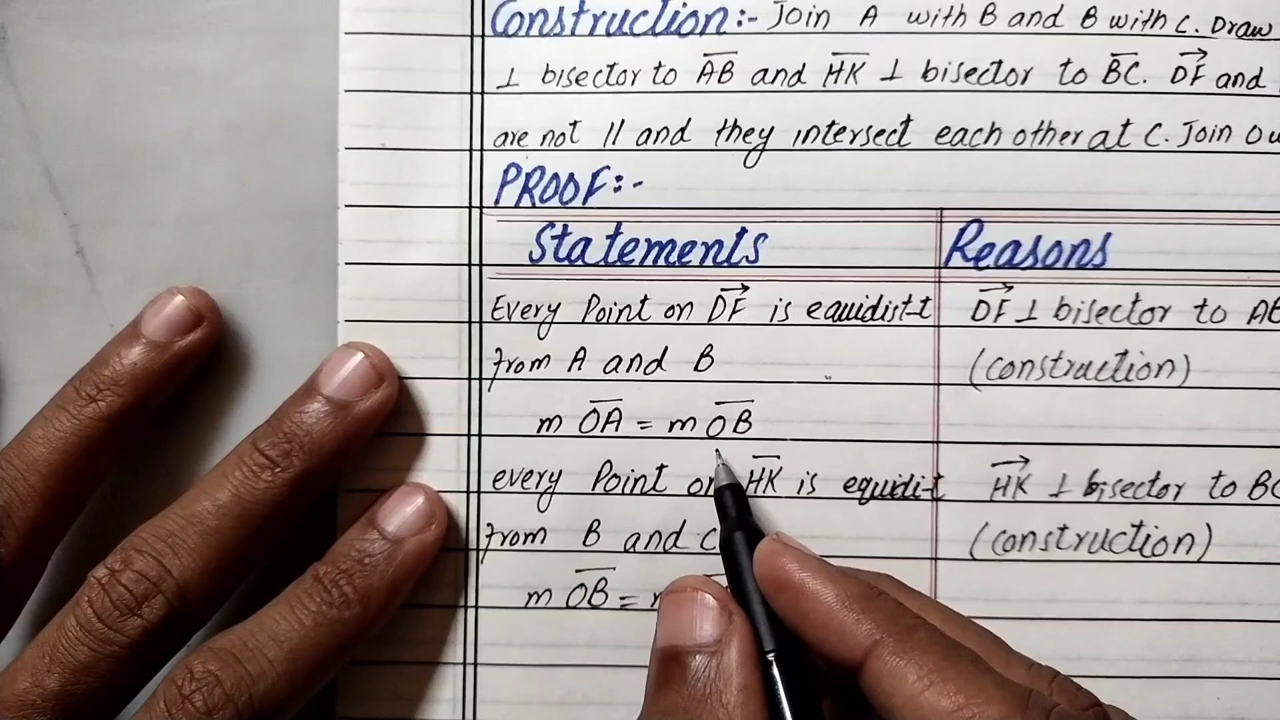 Construction:- Join A with B and B with C. Draw
⊥ bisector to AB and HK ⊥ bisector to BC. DF and
are not // and they intersect each other at C. Join
PROOF:-
Statements Reasons
Every Point on DF is equidist-t DF ⊥ bisector to
from A and B (construction)
m OA = m OB
every Point on HK is equidi-t HK ⊥ bisector to BC
from B and C (construction)
m OB =